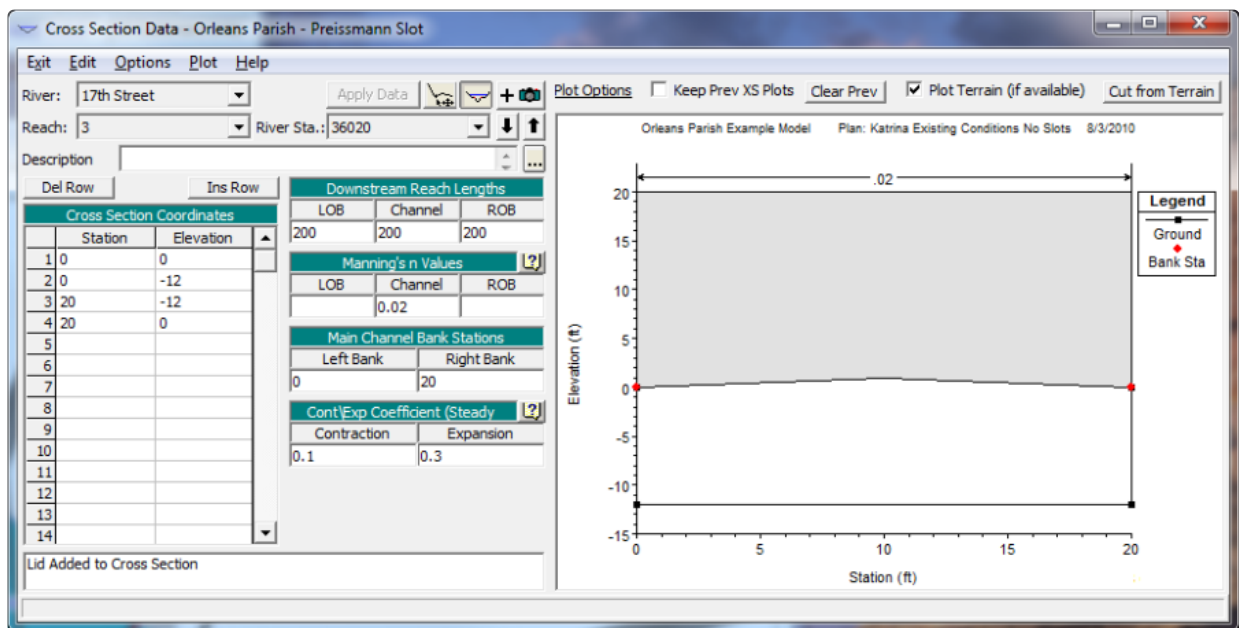 Cross Section Data - Orleans Parish - Preissmann Slot
Exit Edit Options Plot Help
River: 17th Street Apply Data
Plot Options Keep Prev XS Plots Clear Prev Plot Terrain (if available) Cut from Terrain
Reach: 3 River Sta.: 36020
Description ...
Del Row Ins Row
Cross Section Coordinates
Station Elevation
1 0 0
2 0 -12
3 20 -12
4 20 0
5
6
7
8
9
10
11
12
13
14
Downstream Reach Lengths
LOB Channel ROB
200 200 200
Manning's n Values
LOB Channel ROB
0.02
Main Channel Bank Stations
Left Bank Right Bank
0 20
Cont\Exp Coefficient (Steady
Contraction Expansion
0.1 0.3
Lid Added to Cross Section
Orleans Parish Example Model Plan: Katrina Existing Conditions No Slots 8/3/2010
.02
20
15
10
5
0
-5
-10
-15
Elevation (ft)
0 5 10 15 20
Station (ft)
Legend
Ground
Bank Sta